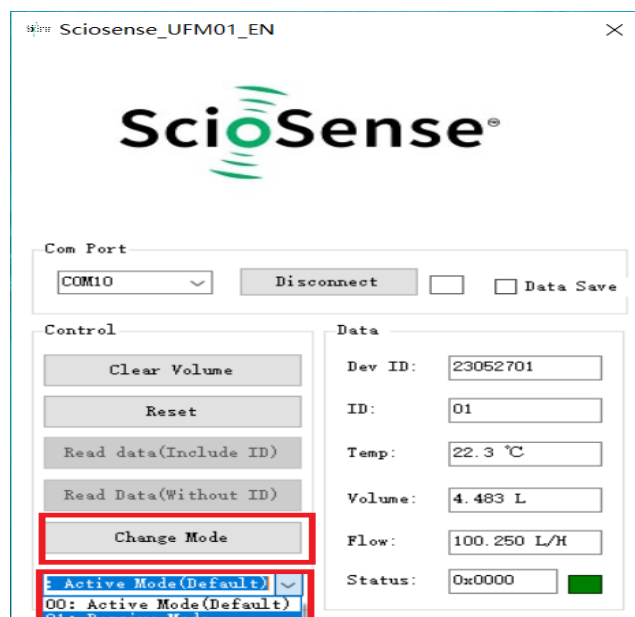 Sciosense_UFM01_EN
ScioSense
Com Port
COM10
Disconnect
Data Save
Control
Clear Volume
Reset
Read data(Include ID)
Read Data(Without ID)
Change Mode
: Active Mode(Default)
00: Active Mode(Default)
Data
Dev ID: 23052701
ID: 01
Temp: 22.3 ℃
Volume: 4.483 L
Flow: 100.250 L/H
Status: 0x0000